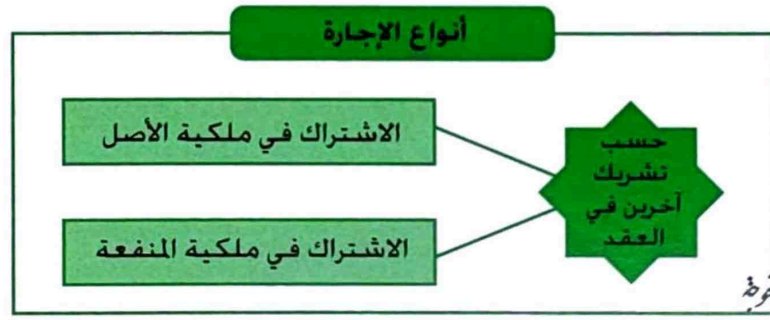 أنواع الإجارة
حسب
تشريك
آخرين في
العقد
الاشتراك في ملكية الأصل
الاشتراك في ملكية المنفعة